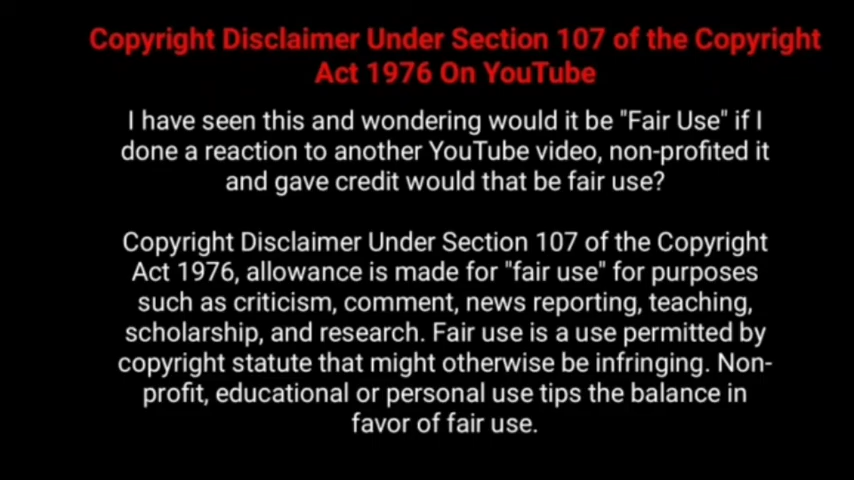 Copyright Disclaimer Under Section 107 of the Copyright
Act 1976 On YouTube
I have seen this and wondering would it be "Fair Use" if I
done a reaction to another YouTube video, non-profited it
and gave credit would that be fair use?
Copyright Disclaimer Under Section 107 of the Copyright
Act 1976, allowance is made for "fair use" for purposes
such as criticism, comment, news reporting, teaching,
scholarship, and research. Fair use is a use permitted by
copyright statute that might otherwise be infringing. Non-
profit, educational or personal use tips the balance in
favor of fair use.